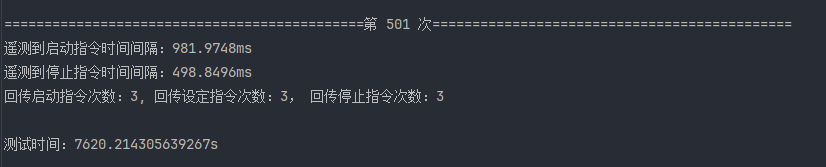 =============================================第 501 次=============================================
遥测到启动指令时间间隔：981.9748ms
遥测到停止指令时间间隔：498.8496ms
回传启动指令次数：3, 回传设定指令次数：3， 回传停止指令次数：3
测试时间：7620.214305639267s